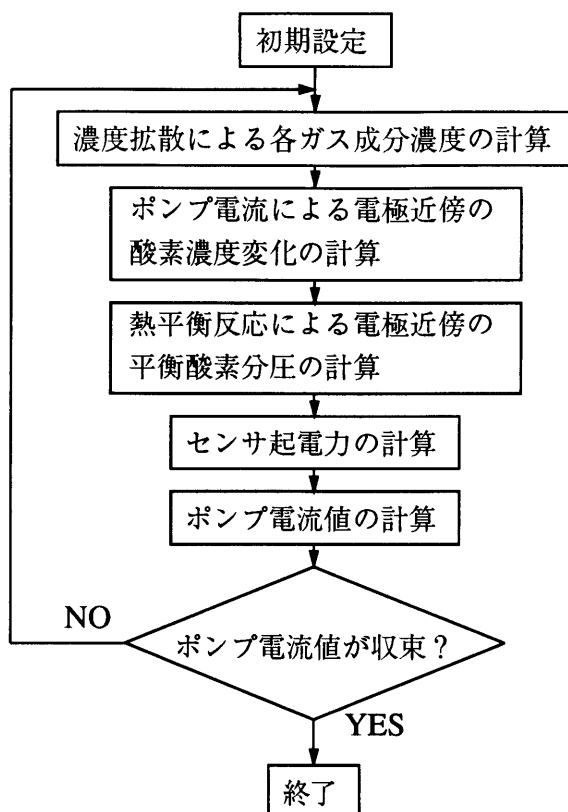 初期設定
濃度拡散による各ガス成分濃度の計算
ポンプ電流による電極近傍の
酸素濃度変化の計算
熱平衡反応による電極近傍の
平衡酸素分圧の計算
センサ起電力の計算
ポンプ電流値の計算
NO
ポンプ電流値が収束？
YES
終了